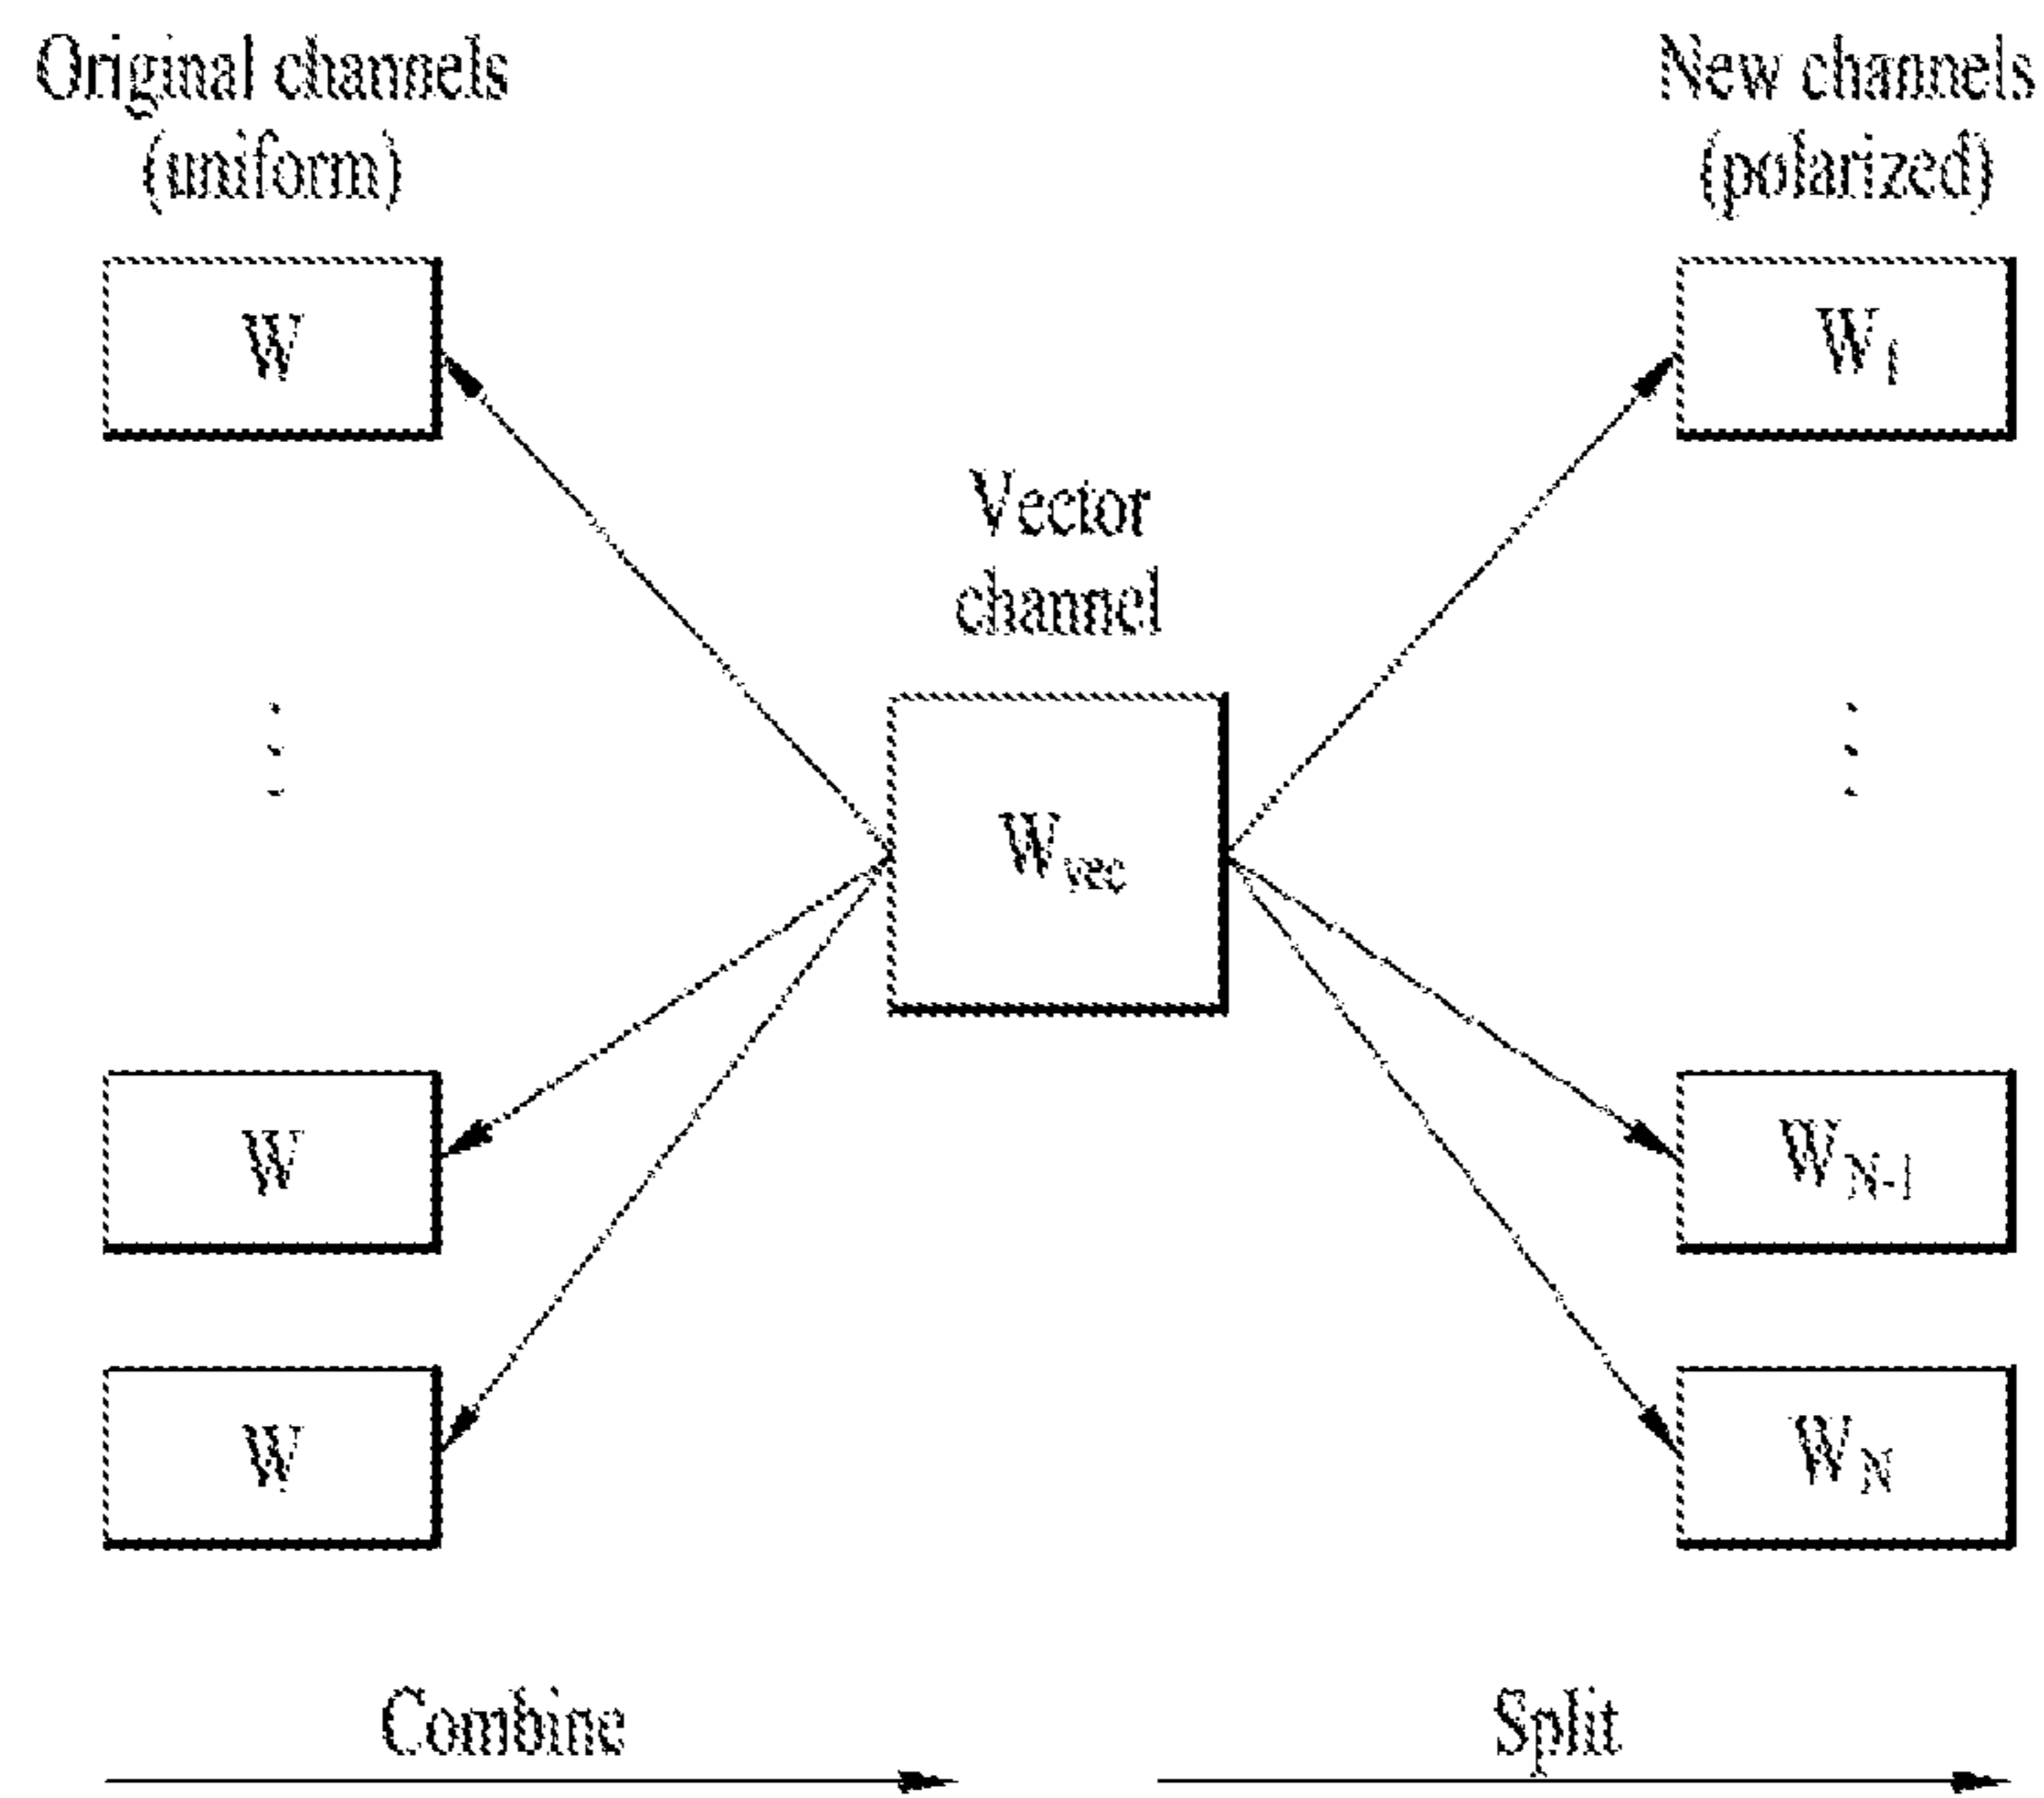 Original channels
(uniform)
New channels
(polarized)
W
W1
Vector
channel
Wvec
W
WN-1
W
WN
Combine
Split